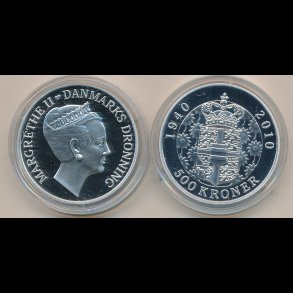 MARGRETHE II ♥ DANMARKS DRONNING
1940 2010
500 KRONER